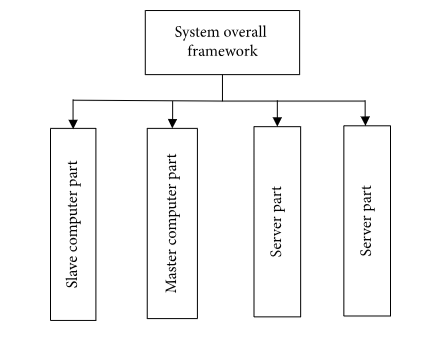 System overall
framework
Slave computer part
Master computer part
Server part
Server part